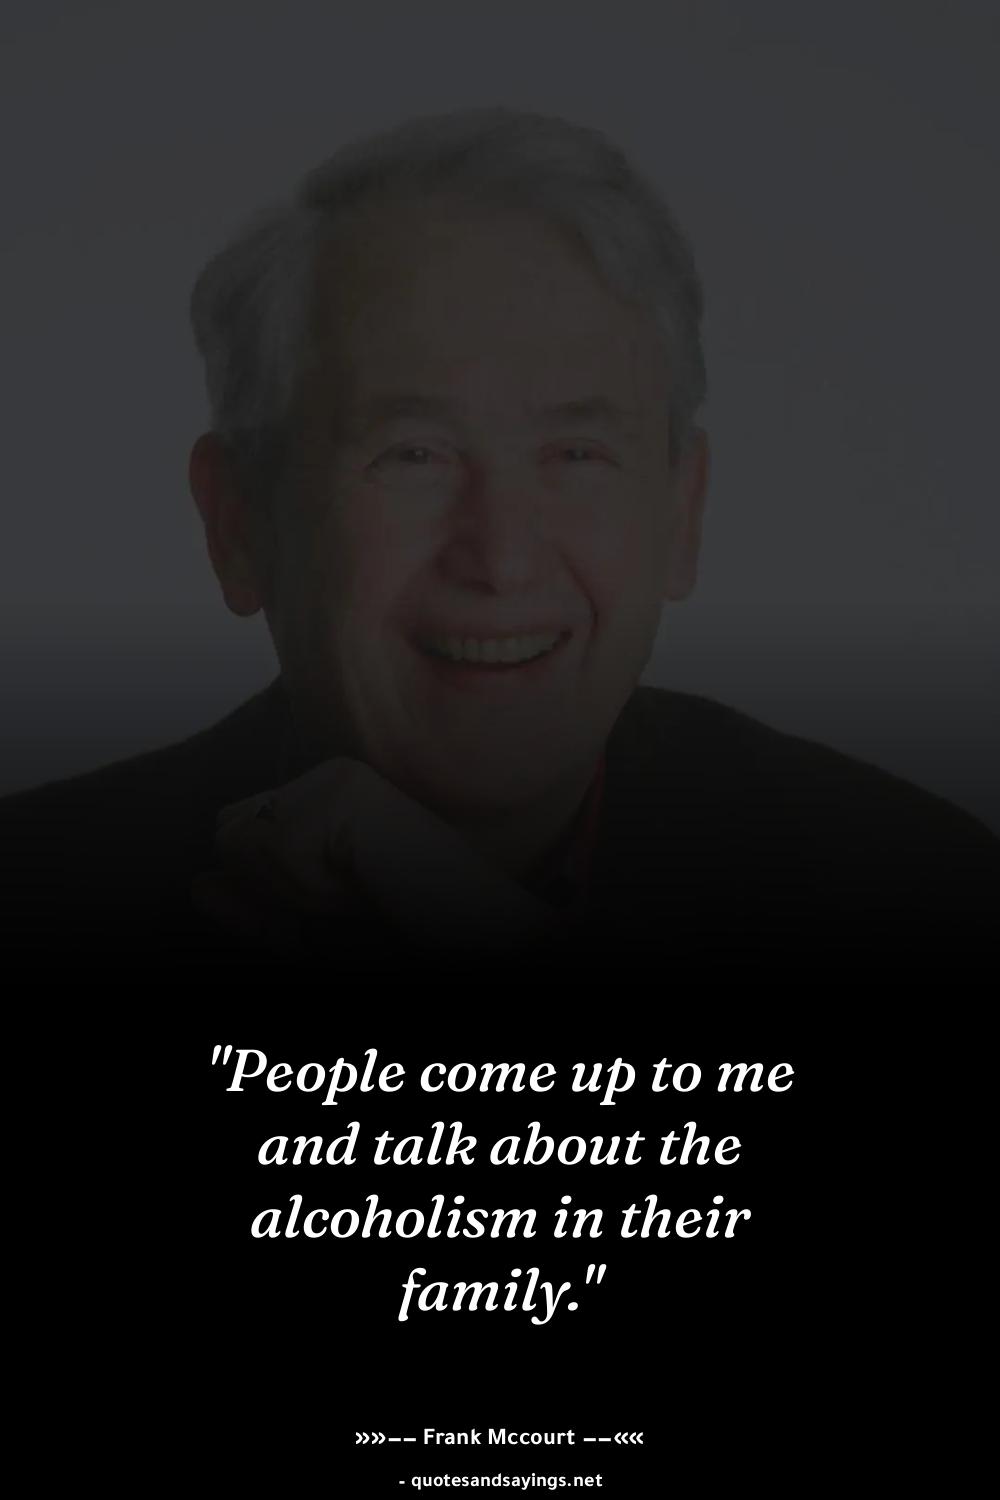 "People come up to me
and talk about the
alcoholism in their
family."
»»−− Frank Mccourt −−««
- quotesandsayings.net